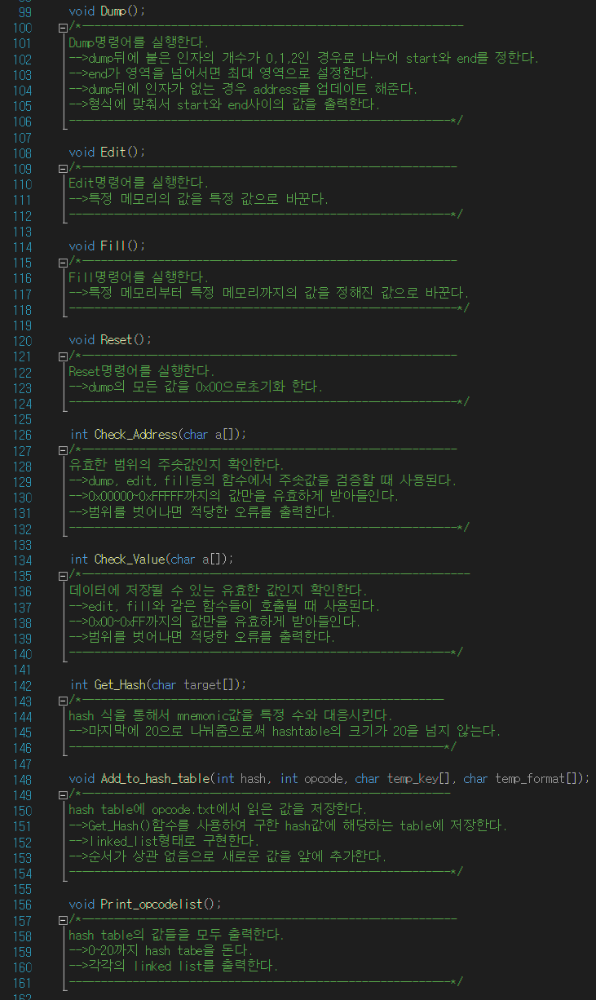 99 void Dump();
100 /*------------------------------------------------------------
101 Dump명령어를 실행한다.
102 -->dump뒤에 붙은 인자의 개수가 0,1,2인 경우로 나누어 start와 end를 정한다.
103 -->end가 영역을 넘어서면 최대 영역으로 설정한다.
104 -->dump뒤에 인자가 없는 경우 address를 업데이트 해준다.
105 -->형식에 맞춰서 start와 end사이의 값을 출력한다.
106 ------------------------------------------------------------*/
107
108 void Edit();
109 /*-----------------------------------------------------------
110 Edit명령어를 실행한다.
111 -->특정 메모리의 값을 특정 값으로 바꾼다.
112 ------------------------------------------------------------*/
113
114 void Fill();
115 /*-----------------------------------------------------------
116 Fill명령어를 실행한다.
117 -->특정 메모리부터 특정 메모리까지의 값을 정해진 값으로 바꾼다.
118 -------------------------------------------------------------*/
119
120 void Reset();
121 /*-----------------------------------------------------------
122 Reset명령어를 실행한다.
123 -->dump의 모든 값을 0x00으로초기화 한다.
124 -------------------------------------------------------------*/
125
126 int Check_Address(char a[]);
127 /*-----------------------------------------------------------
128 유효한 범위의 주솟값인지 확인한다.
129 -->dump, edit, fill등의 함수에서 주솟값을 검증할 때 사용된다.
130 -->0x00000~0xFFFFF까지의 값만을 유효하게 받아들인다.
131 -->범위를 벗어나면 적당한 오류를 출력한다.
132 -------------------------------------------------------------*/
133
134 int Check_Value(char a[]);
135 /*-------------------------------------------------------------
136 데이터에 저장될 수 있는 유효한 값인지 확인한다.
137 -->edit, fill와 같은 함수들이 호출될 때 사용된다.
138 -->0x00~0xFF까지의 값만을 유효하게 받아들인다.
139 -->범위를 벗어나면 적당한 오류를 출력한다.
140 ------------------------------------------------------------*/
141
142 int Get_Hash(char target[]);
143 /*---------------------------------------------------------
144 hash 식을 통해서 mnemonic값을 특정 수와 대응시킨다.
145 -->마지막에 20으로 나눠줌으로써 hashtable의 크기가 20을 넘지 않는다.
146 -----------------------------------------------------------*/
147
148 void Add_to_hash_table(int hash, int opcode, char temp_key[], char temp_format[]);
149 /*----------------------------------------------------------
150 hash table에 opcode.txt에서 읽은 값을 저장한다.
151 -->Get_Hash()함수를 사용하여 구한 hash값에 해당하는 table에 저장한다.
152 -->linked_list형태로 구현한다.
153 -->순서가 상관 없음으로 새로운 값을 앞에 추가한다.
154 ------------------------------------------------------------*/
155
156 void Print_opcodelist();
157 /*-----------------------------------------------------------
158 hash table의 값들을 모두 출력한다.
159 -->0~20까지 hash tabe을 돈다.
160 -->각각의 linked list를 출력한다.
161 ------------------------------------------------------------*/